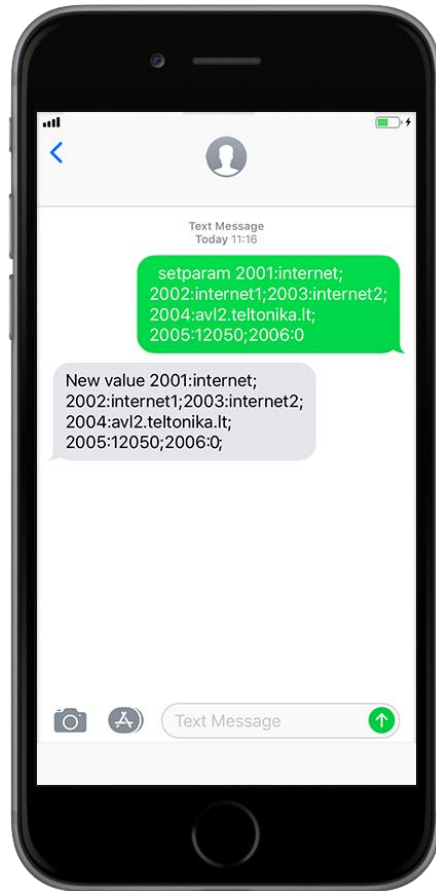 Text Message
Today 11:16
setparam 2001:internet;
2002:internet1;2003:internet2;
2004:avl2.teltonika.lt;
2005:12050;2006:0
New value 2001:internet;
2002:internet1;2003:internet2;
2004:avl2.teltonika.lt;
2005:12050;2006:0;
Text Message